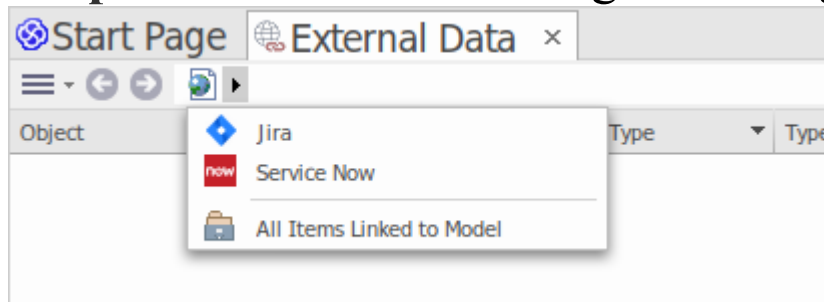 Start Page External Data ×
Object Type Type
Jira
now Service Now
All Items Linked to Model